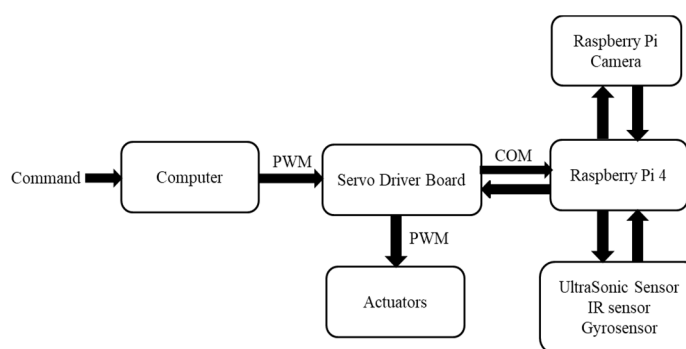 Raspberry Pi
Camera
Command
Computer
PWM
Servo Driver Board
COM
Raspberry Pi 4
PWM
Actuators
UltraSonic Sensor
IR sensor
Gyrosensor